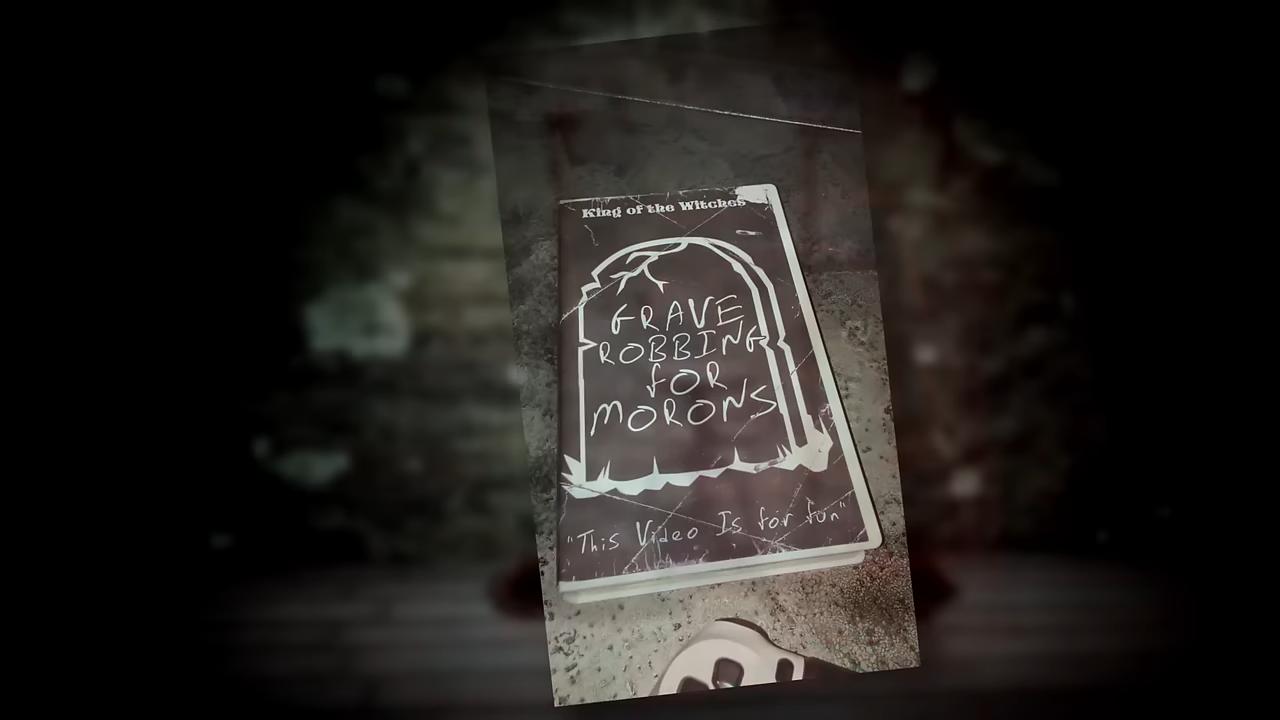 King of the Witches
GRAVE
ROBBING
FOR
MORONS
"This Video Is for fun"